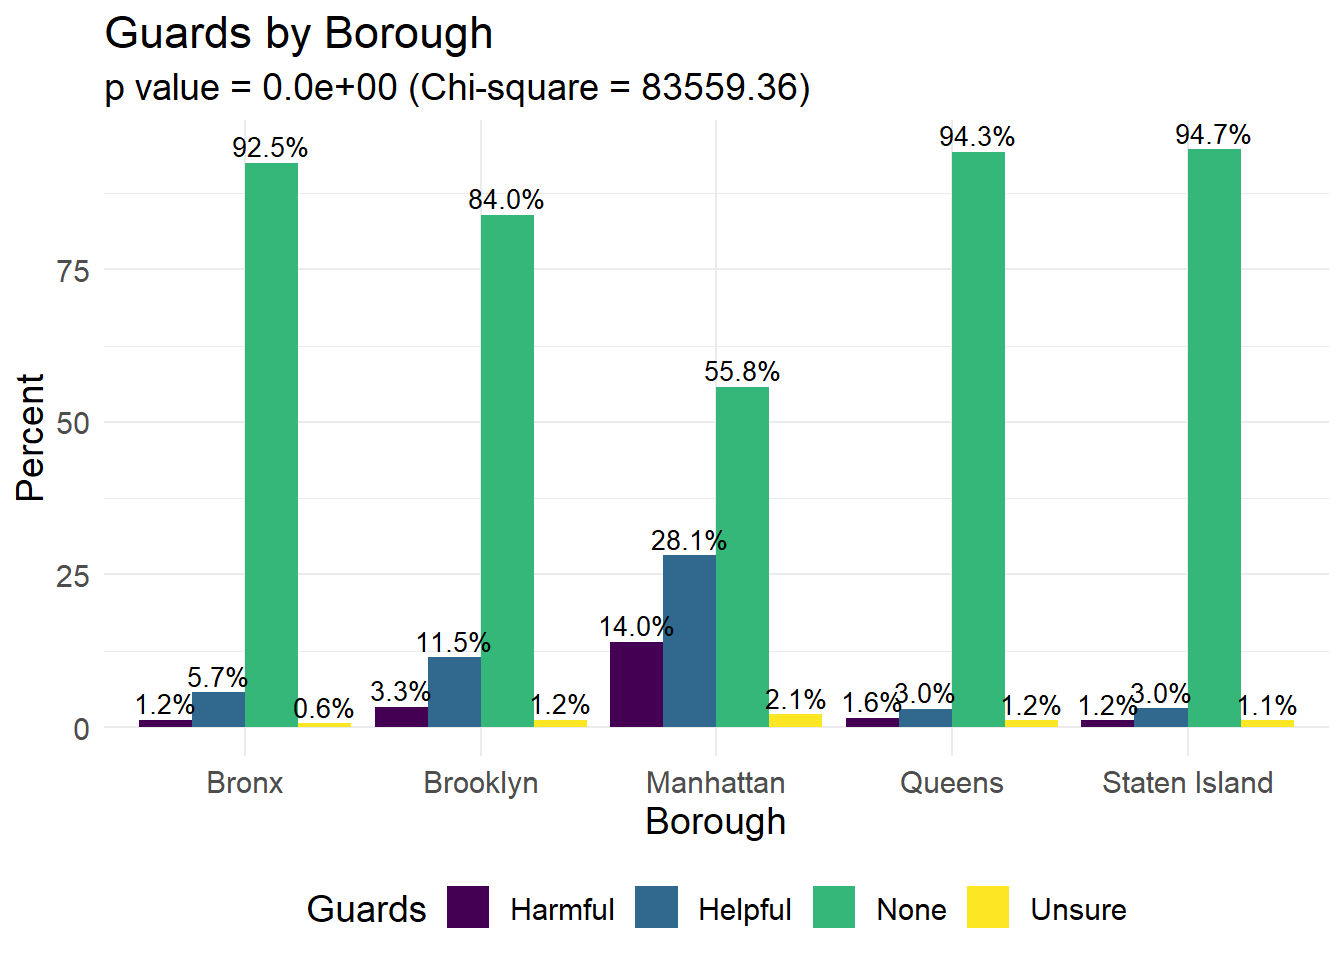 Guards by Borough
p value = 0.0e+00 (Chi-square = 83559.36)
Percent
75
50
25
0
1.2% 5.7% 92.5% 0.6%
3.3% 11.5% 84.0% 1.2%
14.0% 28.1% 55.8% 2.1%
1.6% 3.0% 94.3% 1.2%
1.2% 3.0% 94.7% 1.1%
Bronx Brooklyn Manhattan Queens Staten Island
Borough
Guards Harmful Helpful None Unsure